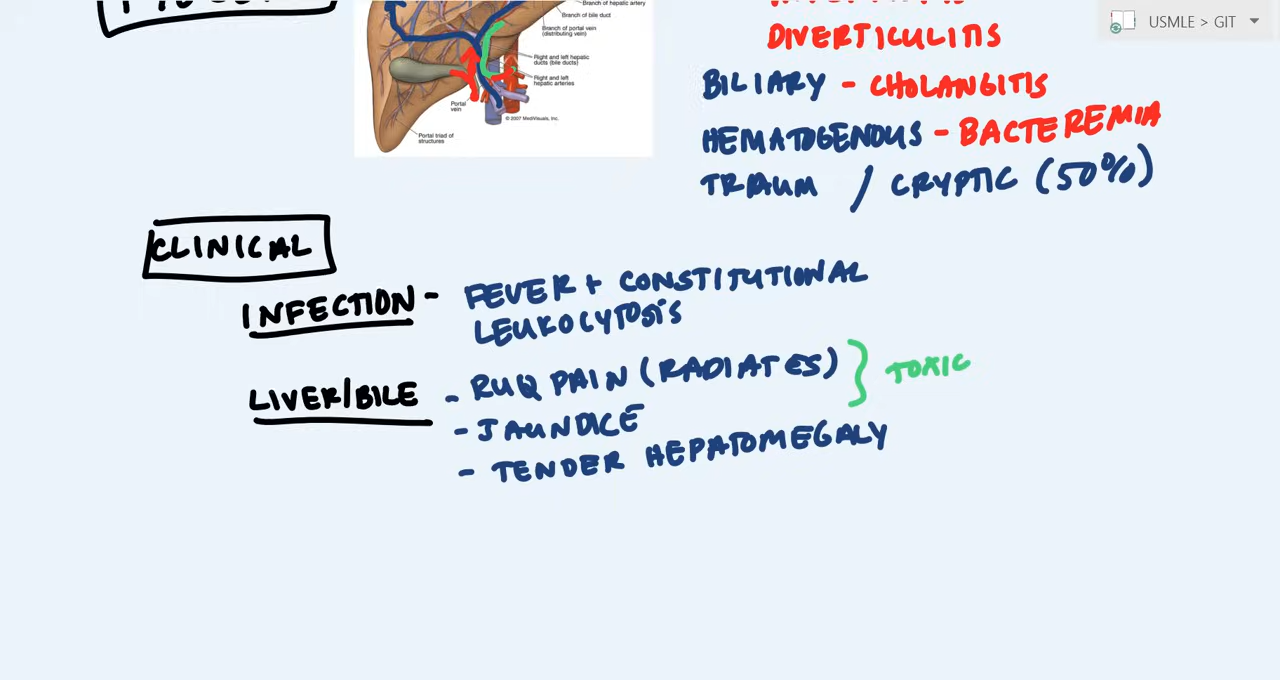 USMLE > GIT
Branch of hepatic artery
Branch of bile duct
Branch of portal vein
(distributing vein)
Right and left hepatic
ducts (bile ducts)
Right and left
hepatic arteries
Portal
vein
© 2007 MediVisuals, Inc.
Portal triad of
structures
DIVERTICULITIS
BILIARY - CHOLANGITIS
HEMATOGENOUS - BACTEREMIA
TRAUM / CRYPTIC (50%)
CLINICAL
INFECTION - FEVER + CONSTITUTIONAL
LEUKOCYTOSIS
LIVER/BILE - RUQ PAIN (RADIATES) } TOXIC
- JAUNDICE
- TENDER HEPATOMEGALY